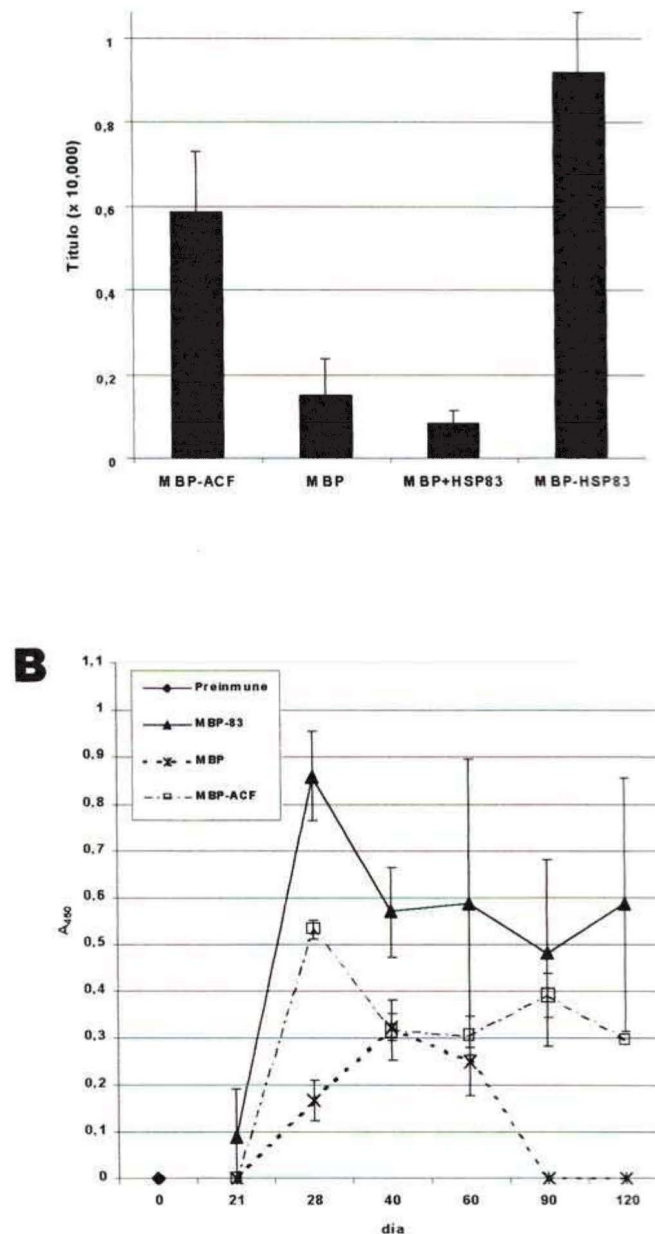 1
0,8
0,6
0,4
0,2
0
Título (x 10,000)
MBP-ACF MBP MBP+HSP83 MBP-HSP83
B
1,1
1
0,9
0,8
0,7
0,6
0,5
0,4
0,3
0,2
0,1
0
A450
Preinmune
MBP-83
MBP
MBP-ACF
0 21 28 40 60 90 120
día